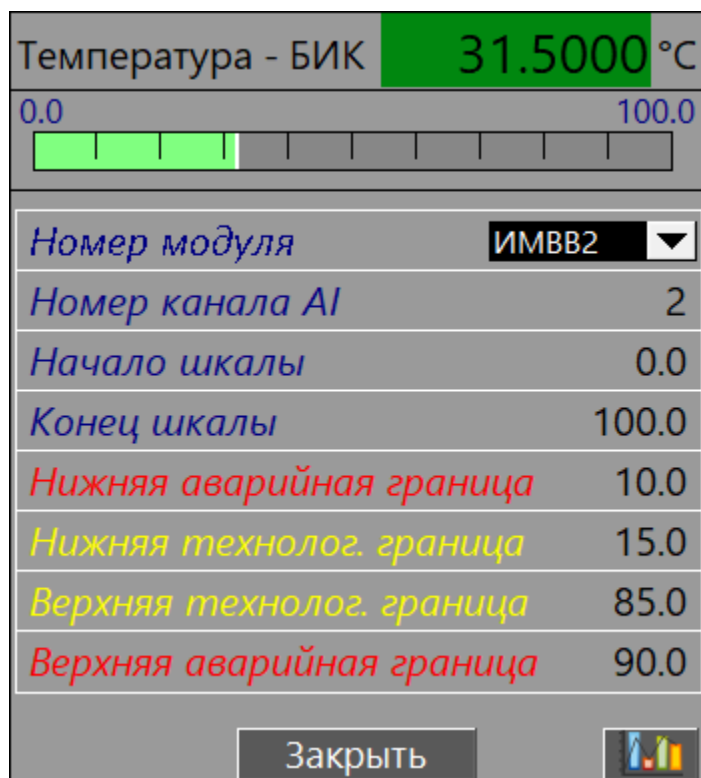 Температура - БИК 31.5000 °C
0.0 100.0
Номер модуля ИМВВ2
Номер канала AI 2
Начало шкалы 0.0
Конец шкалы 100.0
Нижняя аварийная граница 10.0
Нижняя технолог. граница 15.0
Верхняя технолог. граница 85.0
Верхняя аварийная граница 90.0
Закрыть